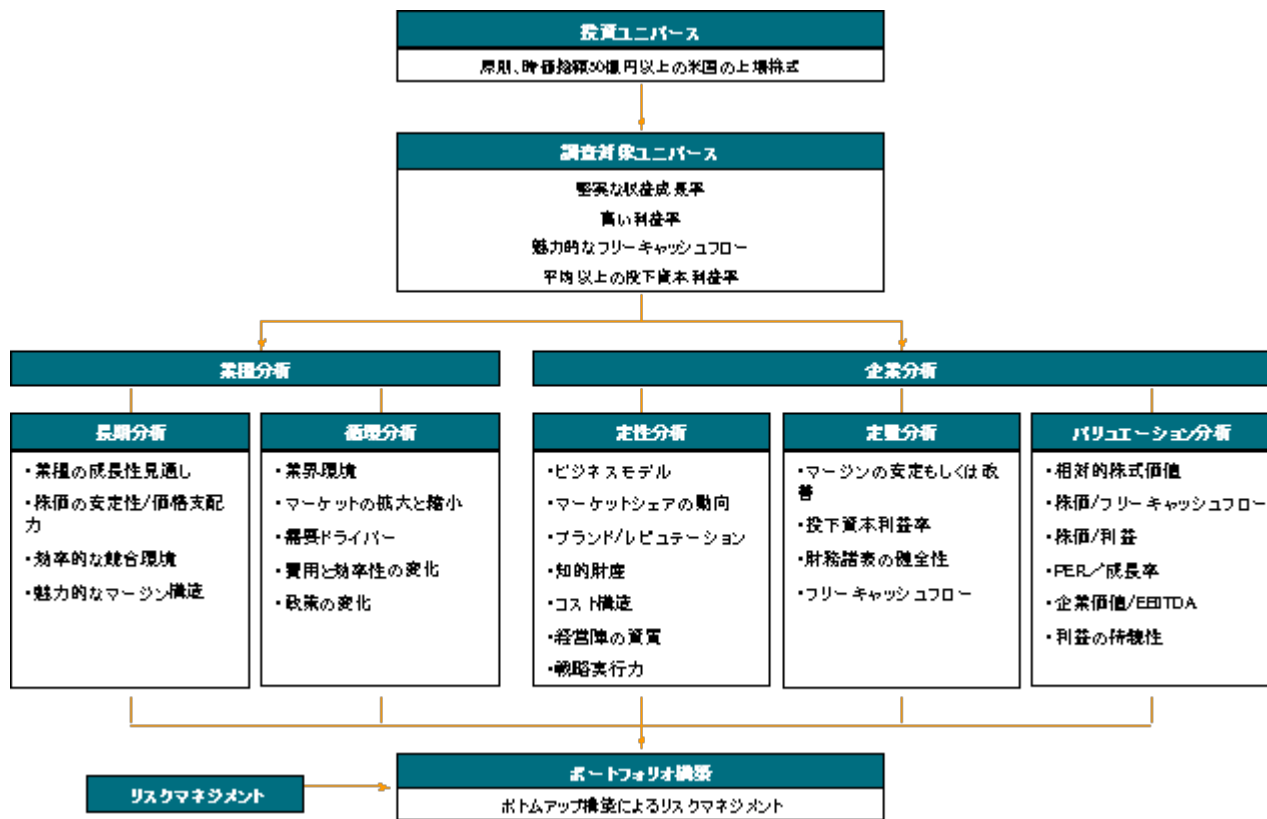 投資ユニバース
原則、時価総額50億円以上の米国の上場株式
調査対象ユニバース
堅実な収益成長率
高い利益率
魅力的なフリーキャッシュフロー
平均以上の投下資本利益率
業種分析
企業分析
長期分析
・業種の成長性見通し
・株価の安定性/価格支配
力
・効率的な競合環境
・魅力的なマージン構造
循環分析
・業界環境
・マーケットの拡大と縮小
・需要ドライバー
・費用と効率性の変化
・政策の変化
定性分析
・ビジネスモデル
・マーケットシェアの動向
・ブランド/レピュテーション
・知的財産
・コスト構造
・経営陣の資質
・戦略実行力
定量分析
・マージンの安定もしくは改
善
・投下資本利益率
・財務諸表の健全性
・フリーキャッシュフロー
バリュエーション分析
・相対的株式価値
・株価/フリーキャッシュフロー
・株価/利益
・PER/成長率
・企業価値/EBITDA
・利益の持続性
リスクマネジメント
ポートフォリオ構築
ボトムアップ構築によるリスクマネジメント